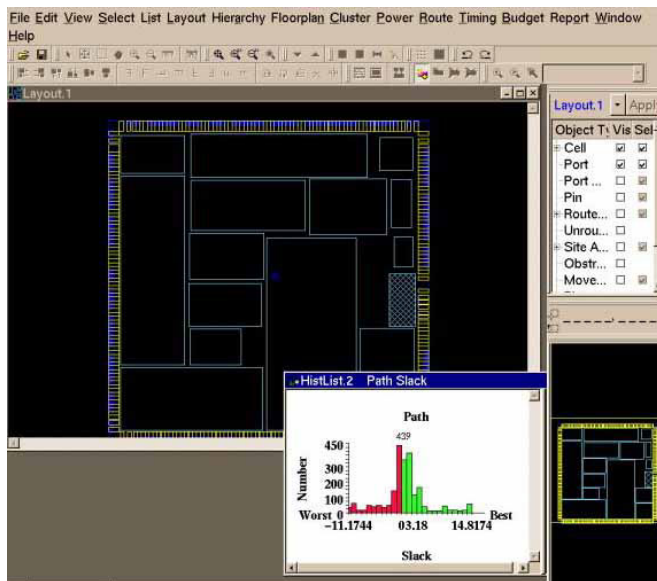 File Edit View Select List Layout Hierarchy Floorplan Cluster Power Route Timing Budget Report Window
Help
Layout.1
Layout.1 Apply
Object Ty Vis Sel
Cell
Port
Port ...
Pin
Route...
Unrou...
Site A...
Obstr...
Move...
HistList.2 Path Slack
Path
439
450
300
200
100
0
Number
Worst Best
-11.1744 03.18 14.8174
Slack